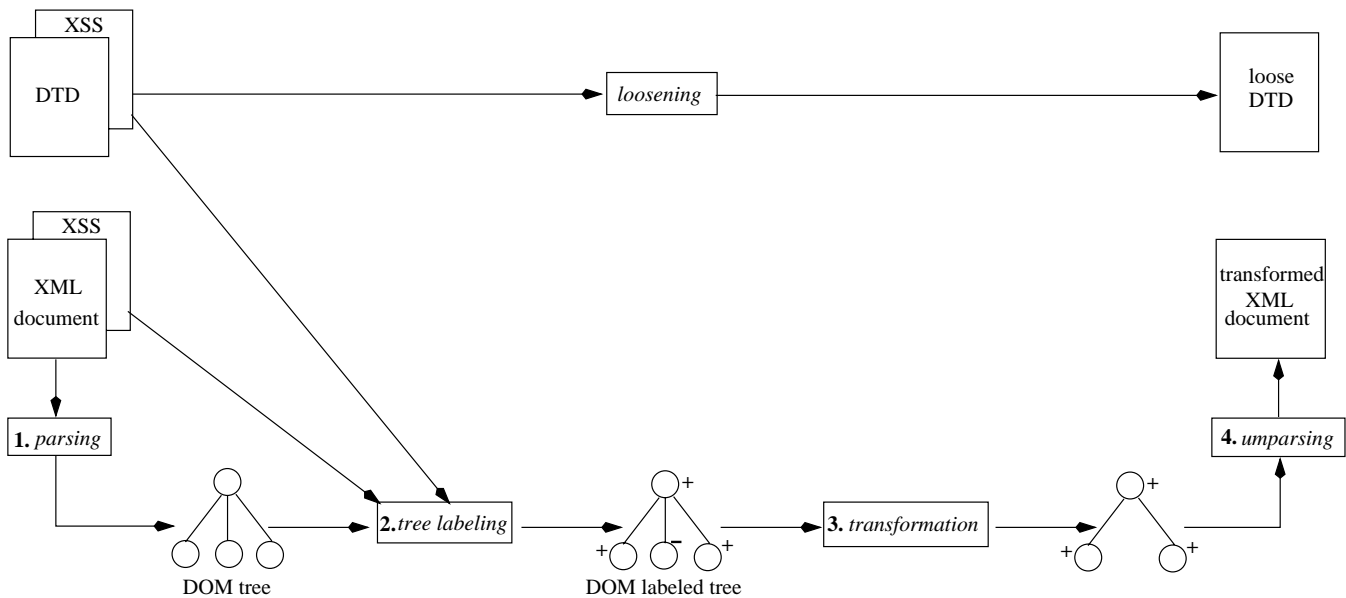 XSS
DTD
loosening
loose
DTD
XSS
XML
document
transformed
XML
document
1. parsing
4. umparsing
+
+
2. tree labeling
3. transformation
+
–
+
+
+
DOM tree
DOM labeled tree